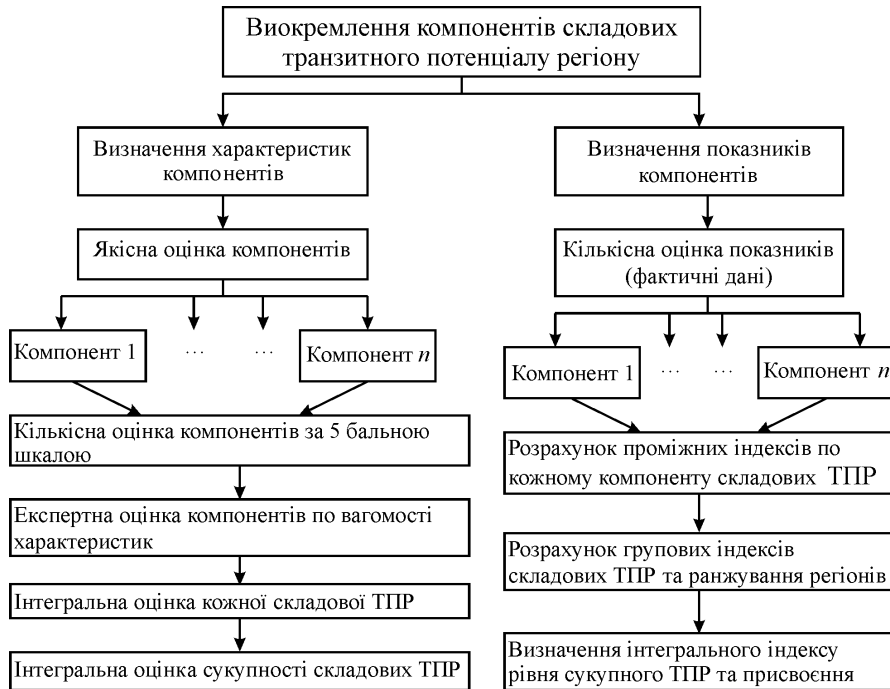 Виокремлення компонентів складових
транзитного потенціалу регіону
Визначення характеристик
компонентів
Якісна оцінка компонентів
Компонент 1
...
...
Компонент n
Кількісна оцінка компонентів за 5 бальною
шкалою
Експертна оцінка компонентів по вагомості
характеристик
Інтегральна оцінка кожної складової ТПР
Інтегральна оцінка сукупності складових ТПР
Визначення показників
компонентів
Кількісна оцінка показників
(фактичні дані)
Компонент 1
...
...
Компонент n
Розрахунок проміжних індексів по
кожному компоненту складових ТПР
Розрахунок групових індексів
складових ТПР та ранжування регіонів
Визначення інтегрального індексу
рівня сукупного ТПР та присвоєння